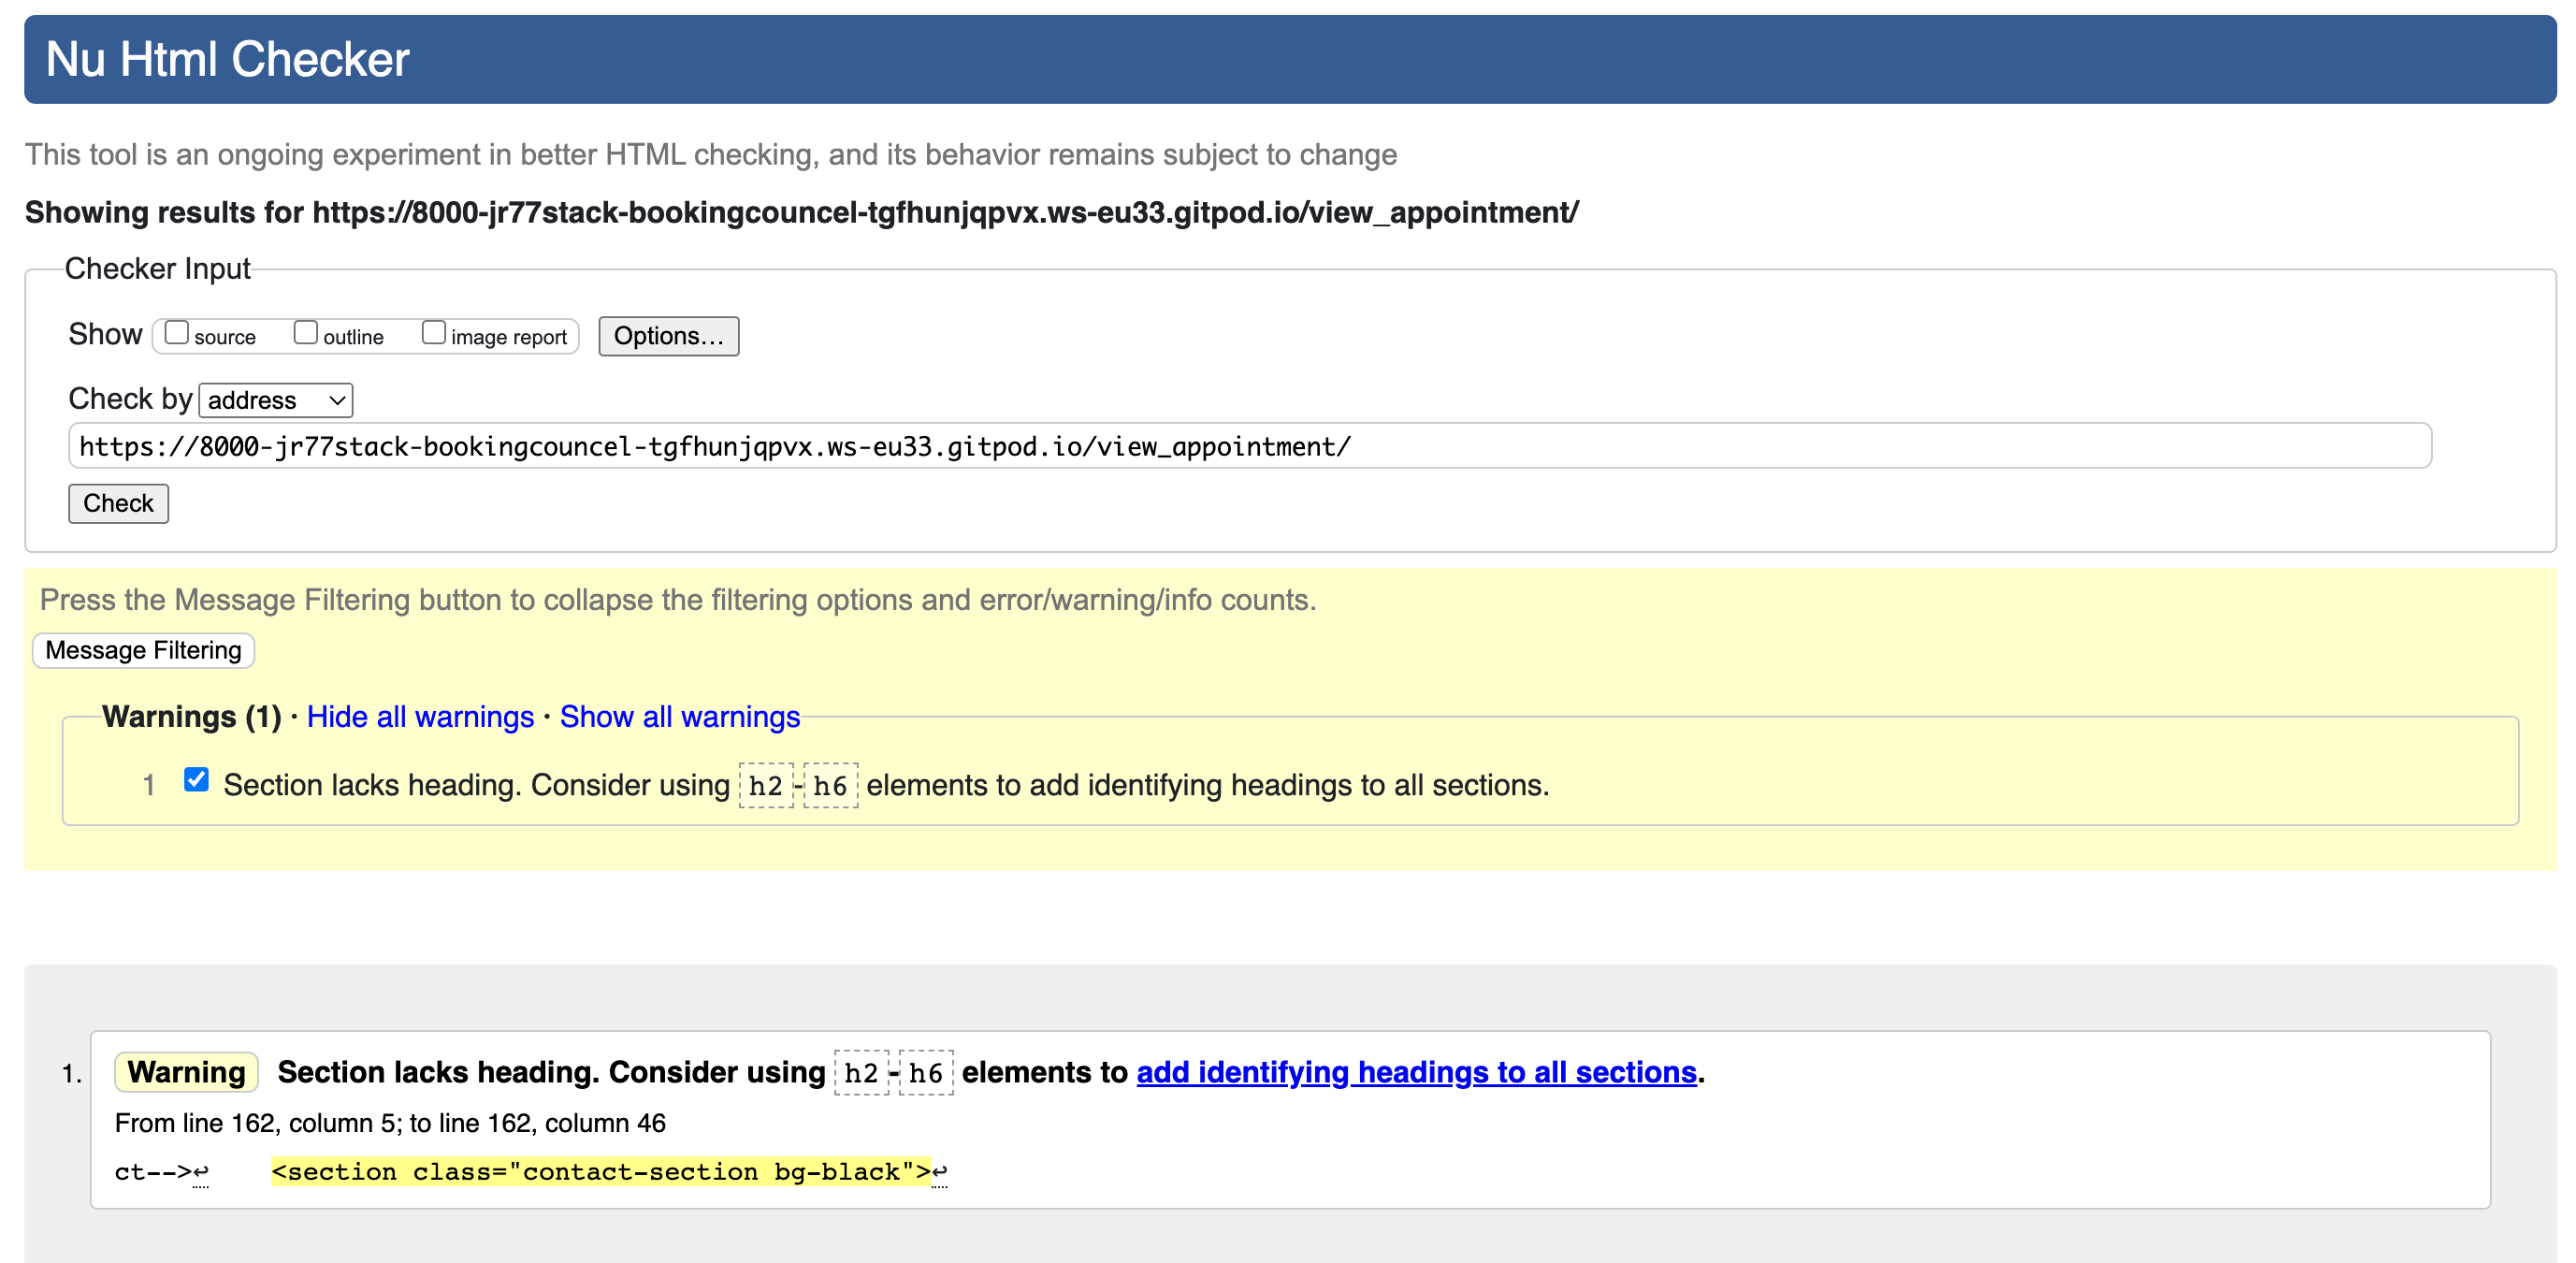 Nu Html Checker
This tool is an ongoing experiment in better HTML checking, and its behavior remains subject to change
Showing results for https://8000-jr77stack-bookingcouncel-tgfhunjqpvx.ws-eu33.gitpod.io/view_appointment/
Checker Input
Show source outline image report Options...
Check by address
https://8000-jr77stack-bookingcouncel-tgfhunjqpvx.ws-eu33.gitpod.io/view_appointment/
Check
Press the Message Filtering button to collapse the filtering options and error/warning/info counts.
Message Filtering
Warnings (1) · Hide all warnings · Show all warnings
1 Section lacks heading. Consider using h2-h6 elements to add identifying headings to all sections.
1. Warning Section lacks heading. Consider using h2-h6 elements to add identifying headings to all sections.
From line 162, column 5; to line 162, column 46
ct-->↩ <section class="contact-section bg-black">↩